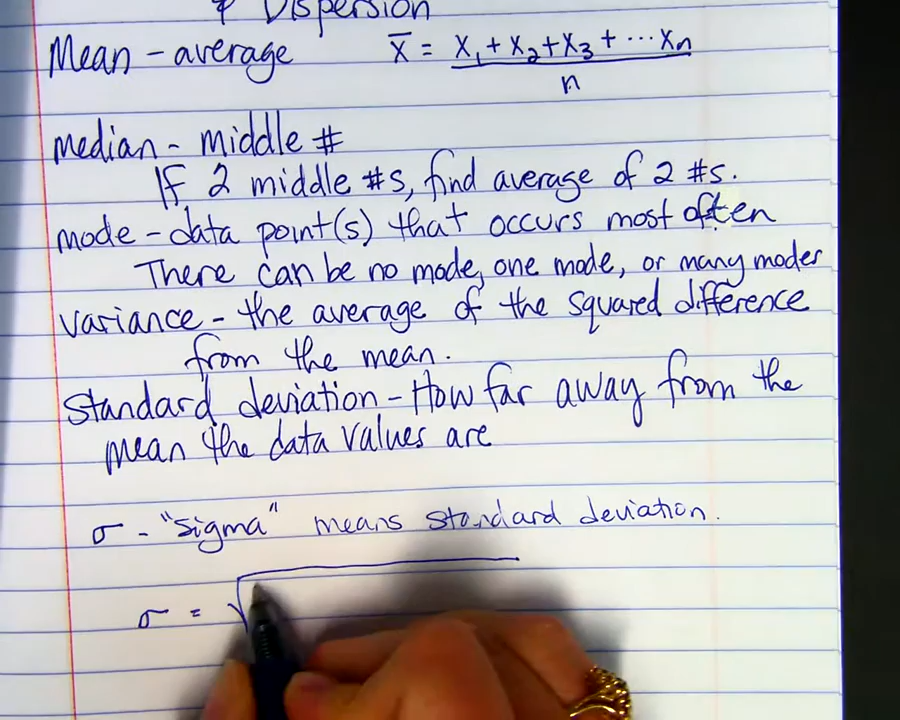 & Dispersion
Mean - average x̄ = x₁ + x₂ + x₃ + ⋯ xₙ / n
median - middle #
If 2 middle #s, find average of 2 #s.
mode - data point(s) that occurs most often
There can be no mode, one mode, or many modes
variance - the average of the squared difference
from the mean.
Standard deviation - How far away from the
mean the data values are
σ - "sigma" means standard deviation.
σ = √